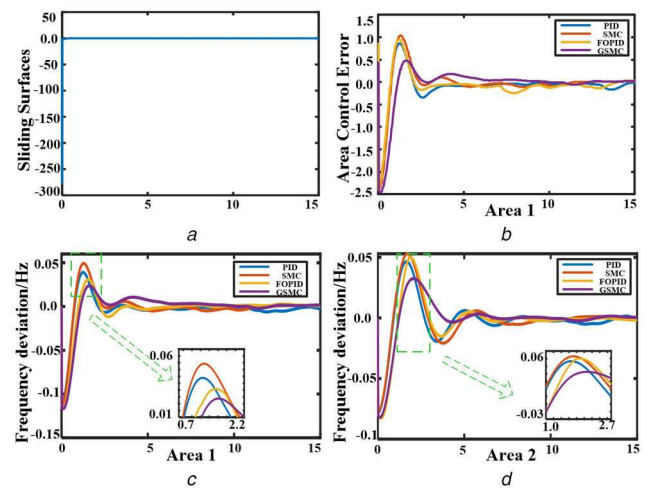 50
0.0
-50
-100
-150
-200
-250
-300
0 5 10 15
Sliding Surfaces
a
1.5
1.0
0.5
0.0
-0.5
-1.0
-1.5
-2.0
-2.5
0 5 10 15
Area Control Error
Area 1
PID
SMC
FOPID
GSMC
b
0.05
0
-0.05
-0.1
-0.15
0 5 10 15
Frequency deviation/Hz
Area 1
PID
SMC
FOPID
GSMC
0.06
0.01
0.7 2.2
c
0.05
0
-0.05
-0.1
0 5 10 15
Frequency deviation/Hz
Area 2
PID
SMC
FOPID
GSMC
0.06
-0.03
1.0 2.7
d